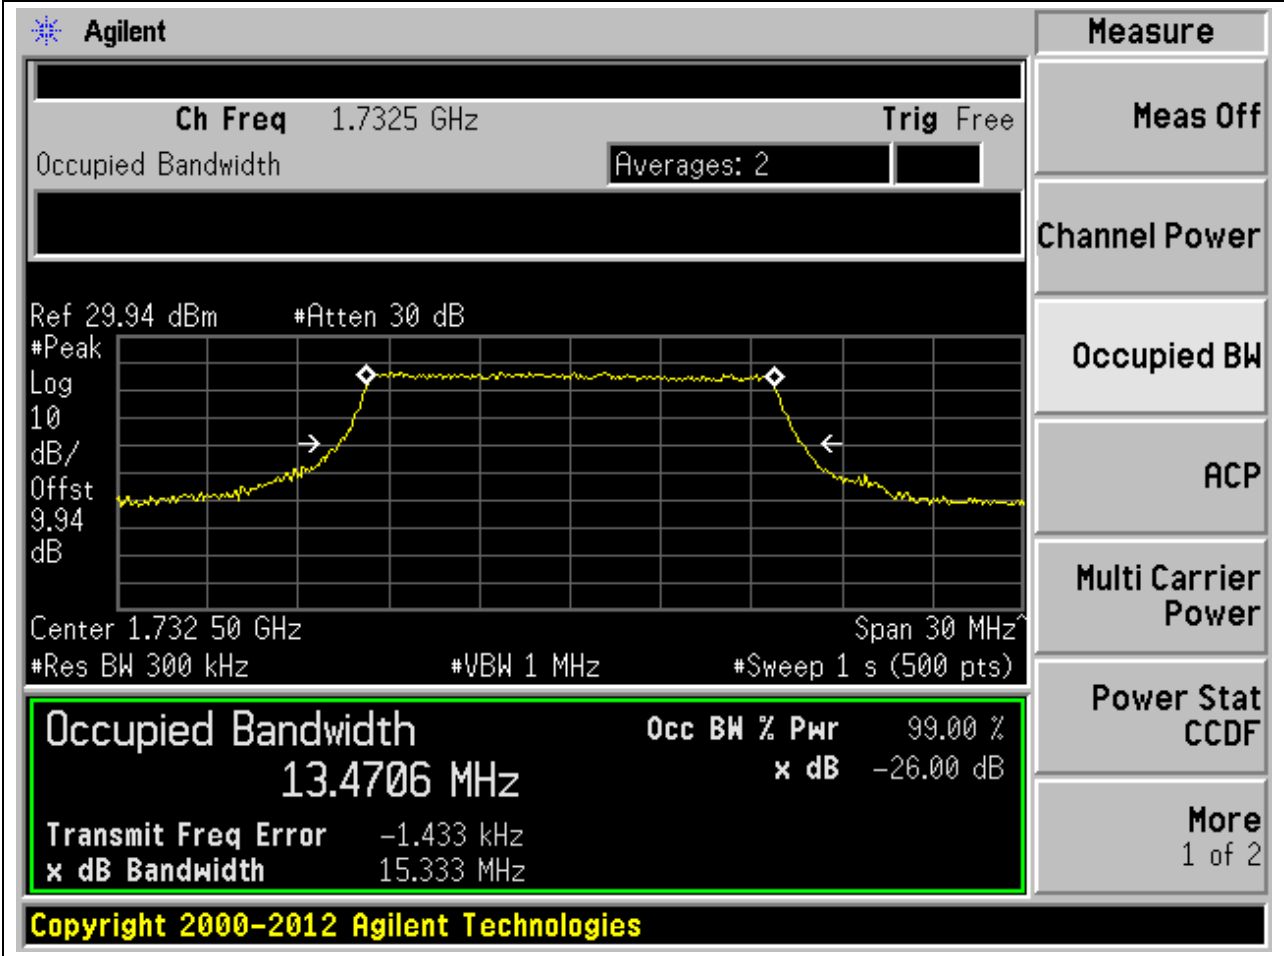 Agilent
Measure
Ch Freq 1.7325 GHz Trig Free
Occupied Bandwidth Averages: 2
Meas Off
Channel Power
Occupied BW
ACP
Multi Carrier
Power
Power Stat
CCDF
More
1 of 2
Ref 29.94 dBm #Atten 30 dB
#Peak
Log
10
dB/
Offst
9.94
dB
Center 1.732 50 GHz Span 30 MHz^
#Res BW 300 kHz #VBW 1 MHz #Sweep 1 s (500 pts)
Occupied Bandwidth Occ BW % Pwr 99.00 %
13.4706 MHz x dB -26.00 dB
Transmit Freq Error -1.433 kHz
x dB Bandwidth 15.333 MHz
Copyright 2000-2012 Agilent Technologies